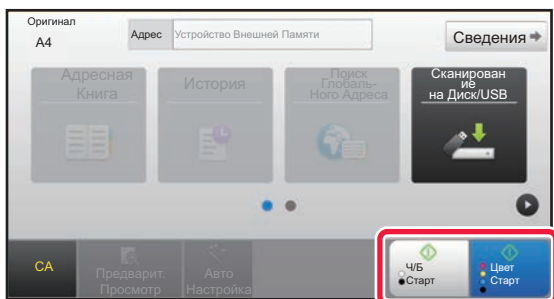 Оригинал
A4
Адрес
Устройство Внешней Памяти
Сведения
Адресная
Книга
История
Поиск
Глобаль-
Ного Адреса
Сканирован
ие
на Диск/USB
CA
Предварит.
Просмотр
Авто
Настройка
Ч/Б
Старт
Цвет
Старт